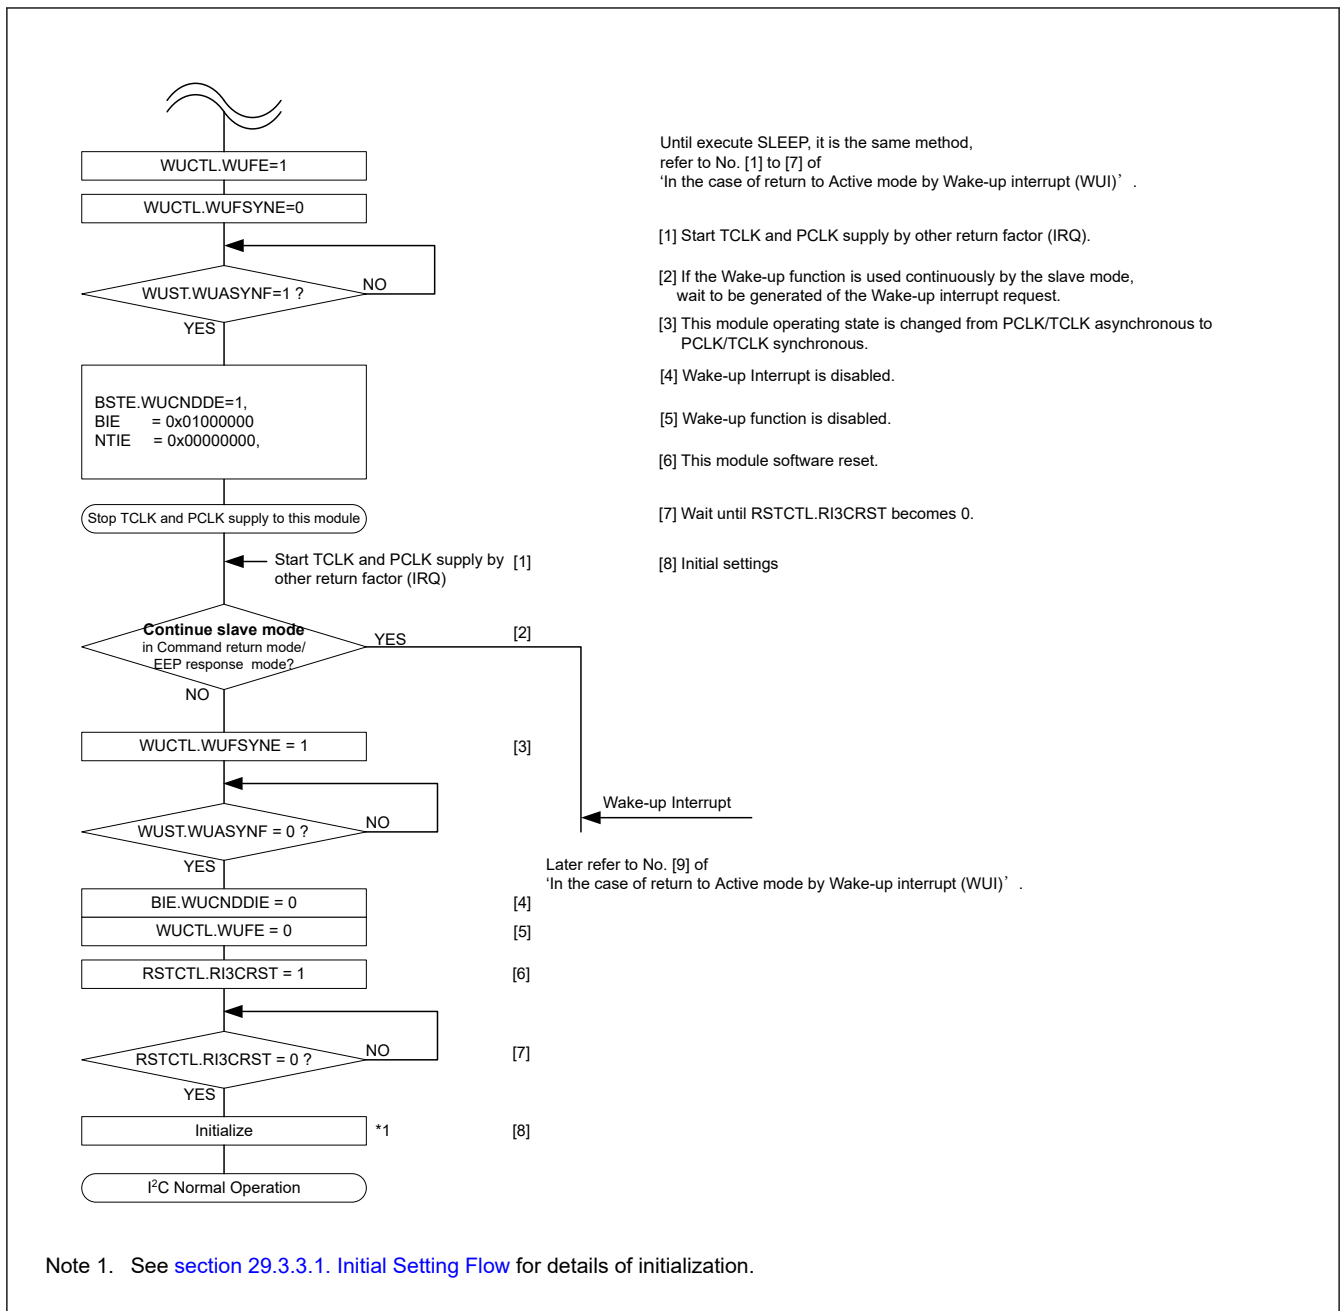 WUCTL.WUFE=1
WUCTL.WUFSYNE=0
WUST.WUASYNF=1 ?
NO
YES
BSTE.WUCNDDE=1,
BIE = 0x01000000
NTIE = 0x00000000,
Stop TCLK and PCLK supply to this module
Start TCLK and PCLK supply by [1]
other return factor (IRQ)
Continue slave mode
in Command return mode/
EEP response mode?
YES
[2]
NO
WUCTL.WUFSYNE = 1
[3]
WUST.WUASYNF = 0 ?
NO
YES
Wake-up Interrupt
Later refer to No. [9] of
‘In the case of return to Active mode by Wake-up interrupt (WUI)’ .
BIE.WUCNDDIE = 0
[4]
WUCTL.WUFE = 0
[5]
RSTCTL.RI3CRST = 1
[6]
RSTCTL.RI3CRST = 0 ?
NO
[7]
YES
Initialize
*1
[8]
I²C Normal Operation
Until execute SLEEP, it is the same method,
refer to No. [1] to [7] of
‘In the case of return to Active mode by Wake-up interrupt (WUI)’ .
[1] Start TCLK and PCLK supply by other return factor (IRQ).
[2] If the Wake-up function is used continuously by the slave mode,
wait to be generated of the Wake-up interrupt request.
[3] This module operating state is changed from PCLK/TCLK asynchronous to
PCLK/TCLK synchronous.
[4] Wake-up Interrupt is disabled.
[5] Wake-up function is disabled.
[6] This module software reset.
[7] Wait until RSTCTL.RI3CRST becomes 0.
[8] Initial settings
Note 1. See section 29.3.3.1. Initial Setting Flow for details of initialization.